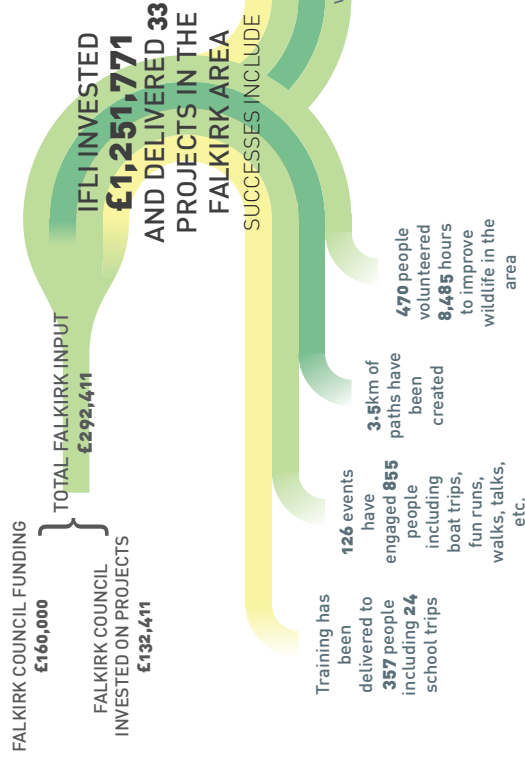 FALKIRK COUNCIL FUNDING
£160,000
FALKIRK COUNCIL
INVESTED ON PROJECTS
£132,411
TOTAL FALKIRK INPUT
£292,411
IFLI INVESTED
£1,251,771
AND DELIVERED 33
PROJECTS IN THE
FALKIRK AREA
SUCCESSES INCLUDE
Training has
been
delivered to
357 people
including 24
school trips
126 events
have
engaged 855
people
including
boat trips,
fun runs,
walks, talks,
etc.
3.5km of
paths have
been
created
470 people
volunteered
8,485 hours
to improve
wildlife in the
area